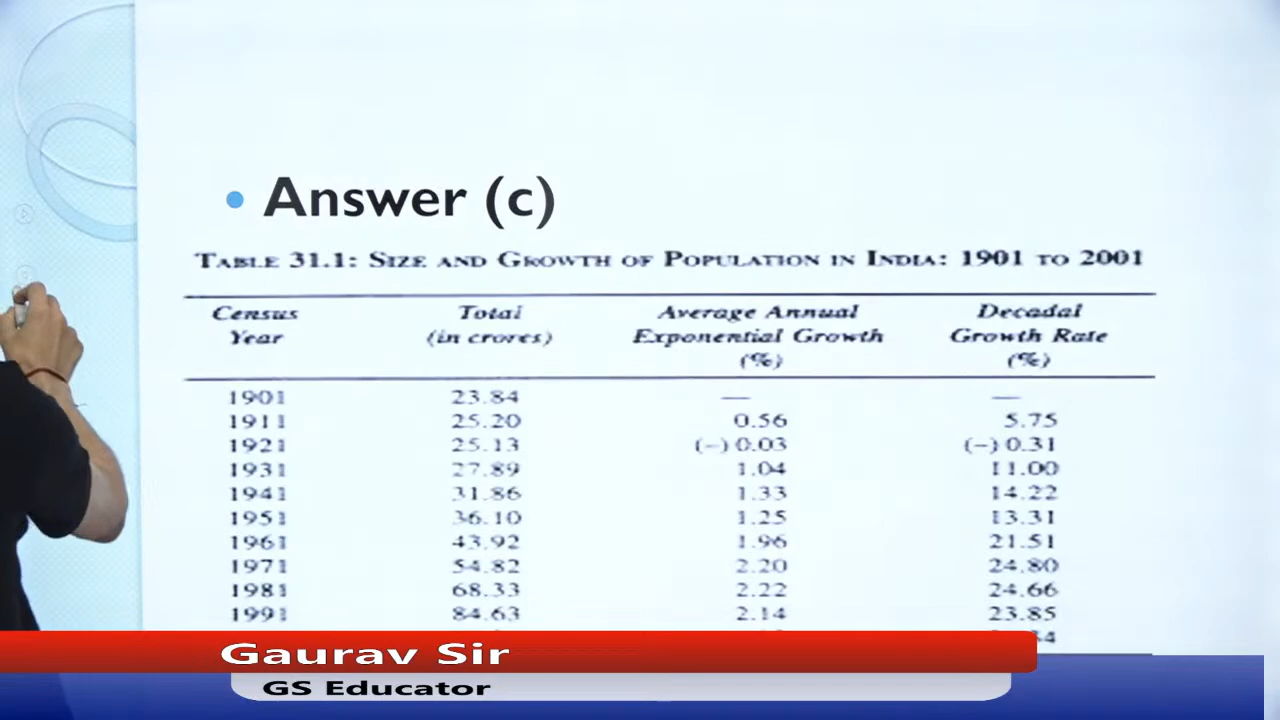 • Answer (c)
TABLE 31.1: SIZE AND GROWTH OF POPULATION IN INDIA: 1901 TO 2001
Census Year Total (in crores) Average Annual Exponential Growth (%) Decadal Growth Rate (%)
1901 23.84 — —
1911 25.20 0.56 5.75
1921 25.13 (−) 0.03 (−) 0.31
1931 27.89 1.04 11.00
1941 31.86 1.33 14.22
1951 36.10 1.25 13.31
1961 43.92 1.96 21.51
1971 54.82 2.20 24.80
1981 68.33 2.22 24.66
1991 84.63 2.14 23.85
Gaurav Sir
GS Educator